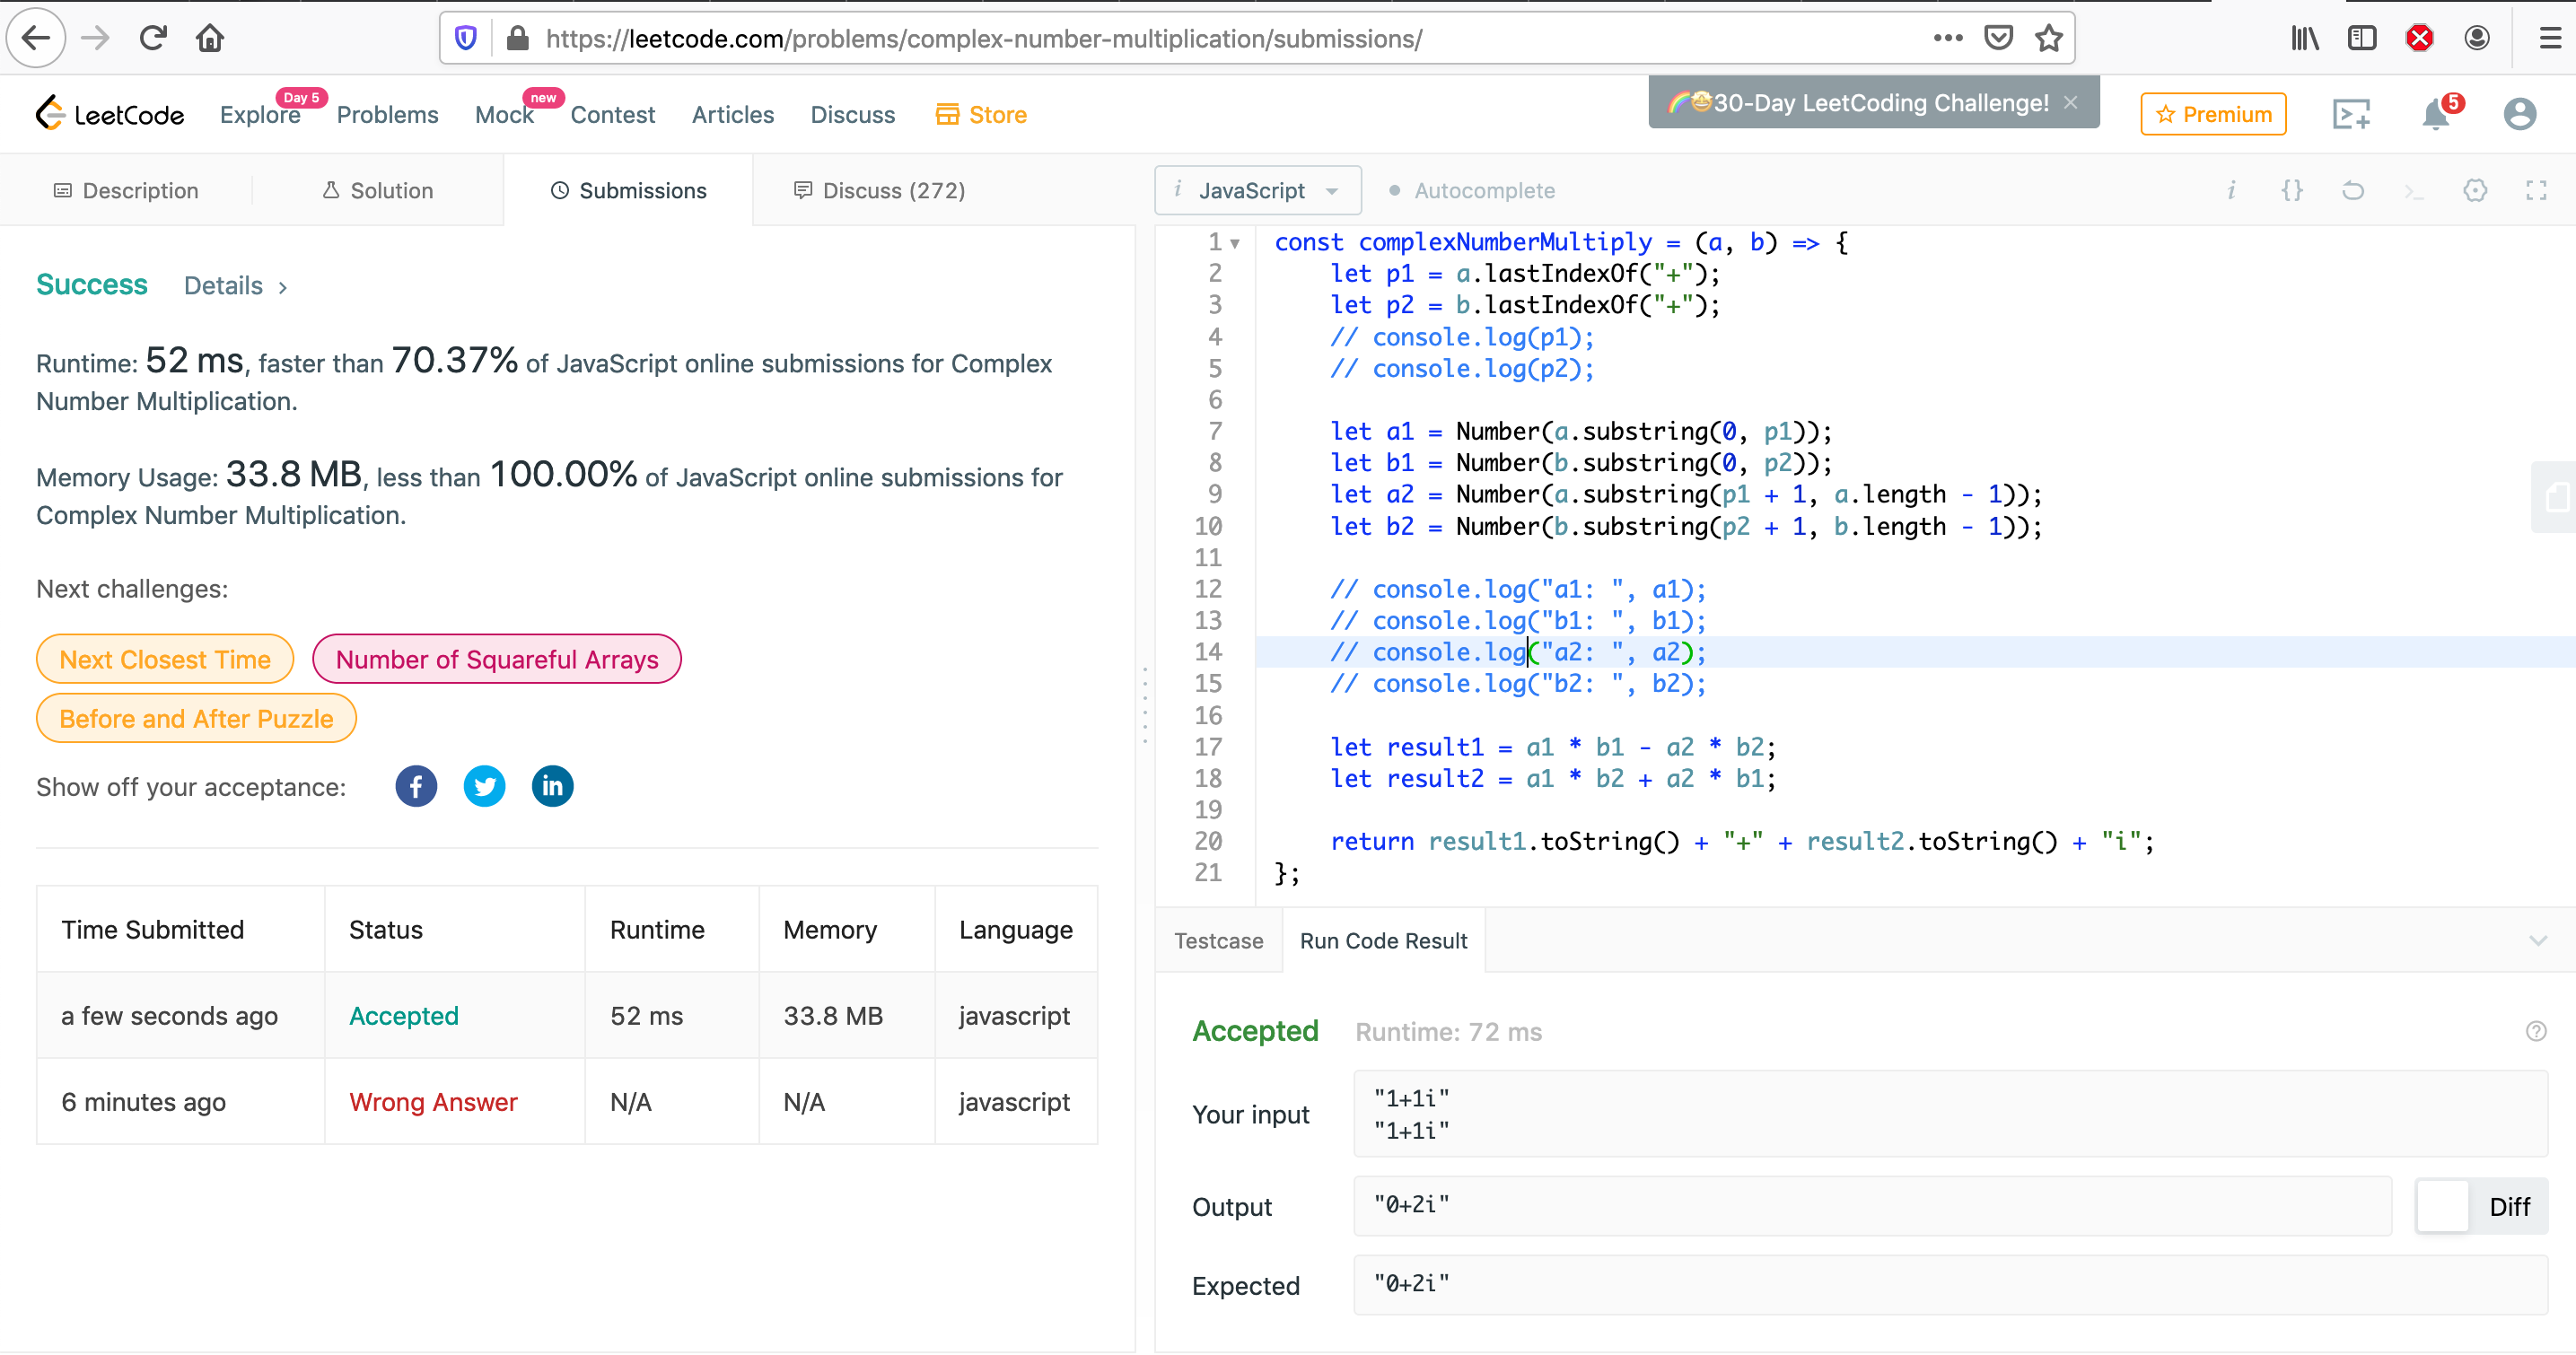 https://leetcode.com/problems/complex-number-multiplication/submissions/
LeetCode Explore Day 5 Problems Mock new Contest Articles Discuss Store
30-Day LeetCoding Challenge! ×
Premium 5
Description Solution Submissions Discuss (272)
i JavaScript Autocomplete
Success Details >
Runtime: 52 ms, faster than 70.37% of JavaScript online submissions for Complex
Number Multiplication.
Memory Usage: 33.8 MB, less than 100.00% of JavaScript online submissions for
Complex Number Multiplication.
Next challenges:
Next Closest Time Number of Squareful Arrays
Before and After Puzzle
Show off your acceptance:
Time Submitted Status Runtime Memory Language
a few seconds ago Accepted 52 ms 33.8 MB javascript
6 minutes ago Wrong Answer N/A N/A javascript
1 const complexNumberMultiply = (a, b) => {
2 let p1 = a.lastIndexOf("+");
3 let p2 = b.lastIndexOf("+");
4 // console.log(p1);
5 // console.log(p2);
6
7 let a1 = Number(a.substring(0, p1));
8 let b1 = Number(b.substring(0, p2));
9 let a2 = Number(a.substring(p1 + 1, a.length - 1));
10 let b2 = Number(b.substring(p2 + 1, b.length - 1));
11
12 // console.log("a1: ", a1);
13 // console.log("b1: ", b1);
14 // console.log("a2: ", a2);
15 // console.log("b2: ", b2);
16
17 let result1 = a1 * b1 - a2 * b2;
18 let result2 = a1 * b2 + a2 * b1;
19
20 return result1.toString() + "+" + result2.toString() + "i";
21 };
Testcase Run Code Result
Accepted Runtime: 72 ms
Your input
"1+1i"
"1+1i"
Output "0+2i" Diff
Expected "0+2i"